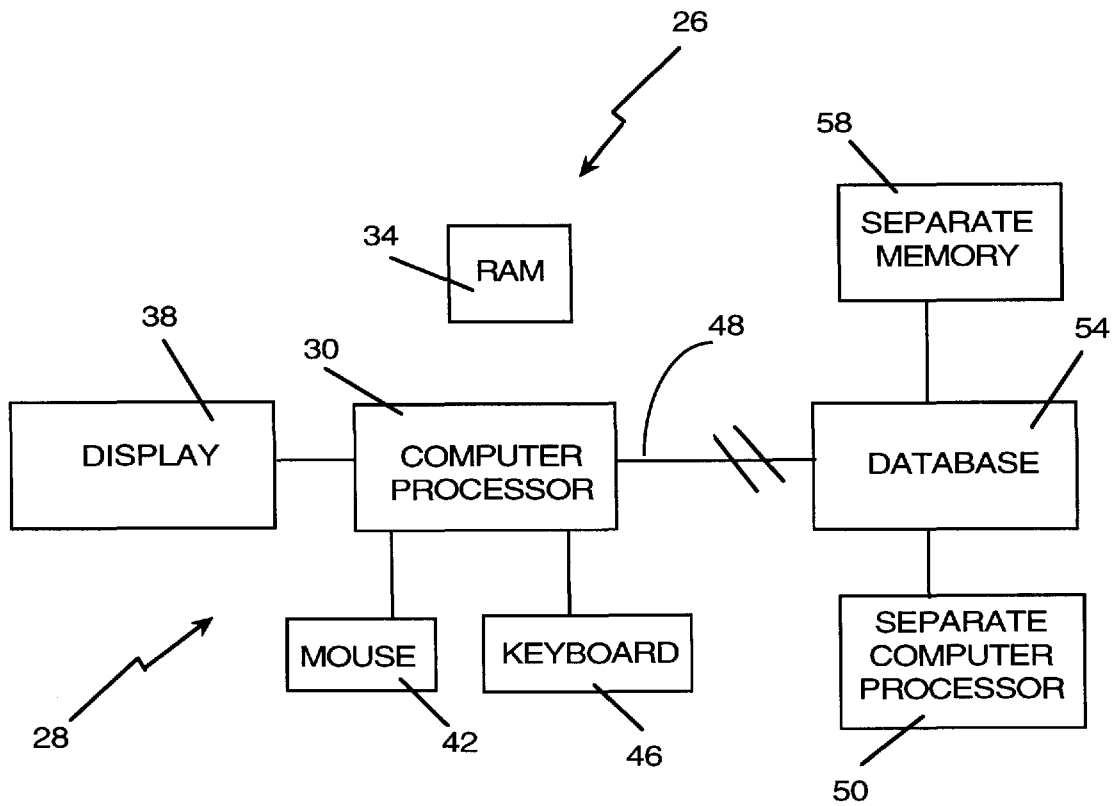 26
58
SEPARATE
MEMORY
34
RAM
38
30
48
54
DISPLAY
COMPUTER
PROCESSOR
DATABASE
MOUSE
KEYBOARD
SEPARATE
COMPUTER
PROCESSOR
28
42
46
50